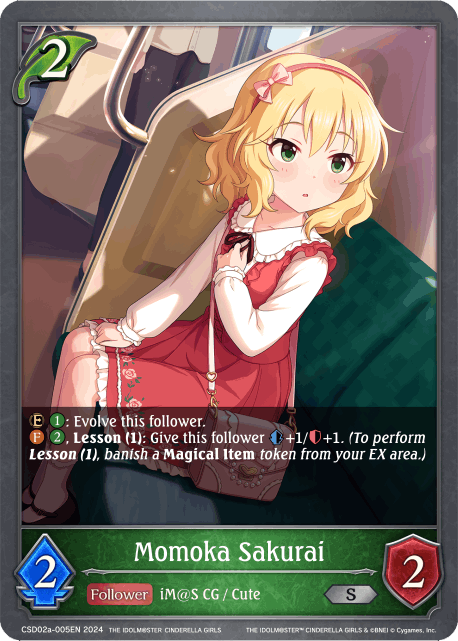 2
E 1: Evolve this follower.
F 2, Lesson (1): Give this follower +1/+1. (To perform
Lesson (1), banish a Magical Item token from your EX area.)
Momoka Sakurai
2
Follower iM@S CG / Cute
S
2
CSD02a-005EN 2024 THE IDOLM@STER CINDERELLA GIRLS THE IDOLM@STER™ CINDERELLA GIRLS & ©BNEI © Cygames, Inc.